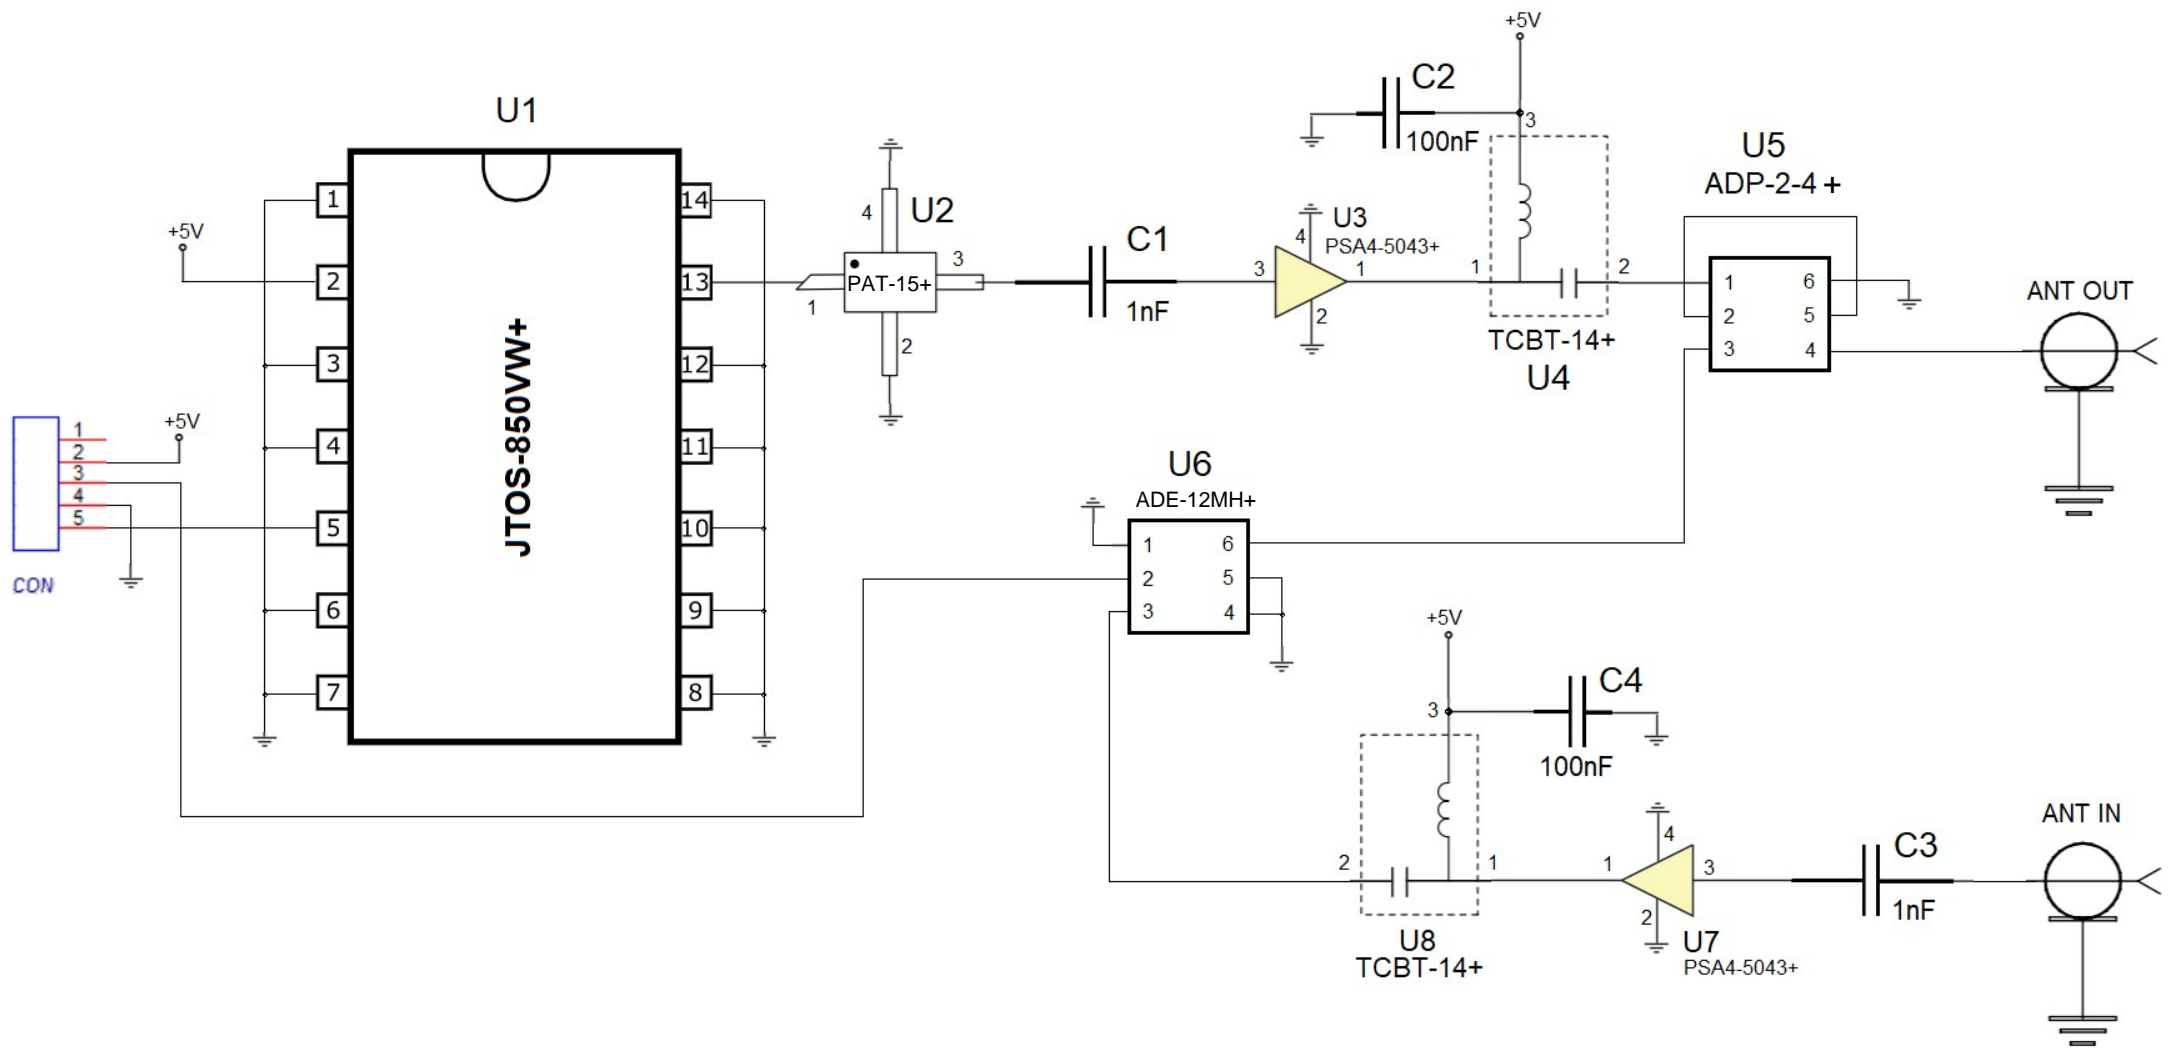 +5V
C2
100nF
3
U1
U5
ADP-2-4 +
1
2
3
4
5
6
7
14
13
12
11
10
9
8
JTOS-850VW+
+5V
U2
4
3
PAT-15+
1
2
C1
1nF
U3
PSA4-5043+
4
3
1
2
1
2
TCBT-14+
U4
1
2
3
6
5
4
ANT OUT
+5V
1
2
3
4
5
CON
U6
ADE-12MH+
1
2
3
6
5
4
+5V
3
C4
100nF
2
1
U8
TCBT-14+
4
1
3
2
U7
PSA4-5043+
C3
1nF
ANT IN